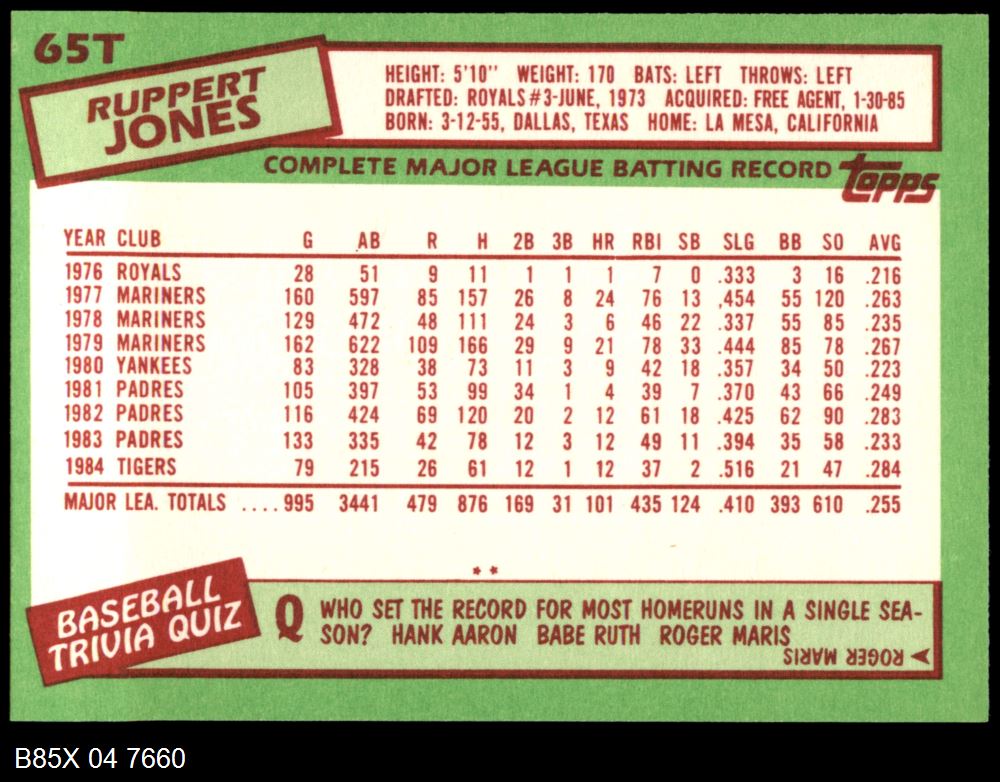 65T
RUPPERT
JONES
HEIGHT: 5'10'' WEIGHT: 170 BATS: LEFT THROWS: LEFT
DRAFTED: ROYALS #3-JUNE, 1973 ACQUIRED: FREE AGENT, 1-30-85
BORN: 3-12-55, DALLAS, TEXAS HOME: LA MESA, CALIFORNIA
COMPLETE MAJOR LEAGUE BATTING RECORD topps
YEAR CLUB G AB R H 2B 3B HR RBI SB SLG BB SO AVG
1976 ROYALS 28 51 9 11 1 1 1 7 0 .333 3 16 .216
1977 MARINERS 160 597 85 157 26 8 24 76 13 ,454 55 120 .263
1978 MARINERS 129 472 48 111 24 3 6 46 22 .337 55 85 .235
1979 MARINERS 162 622 109 166 29 9 21 78 33 .444 85 78 .267
1980 YANKEES 83 328 38 73 11 3 9 42 18 .357 34 50 .223
1981 PADRES 105 397 53 99 34 1 4 39 7 .370 43 66 .249
1982 PADRES 116 424 69 120 20 2 12 61 18 .425 62 90 .283
1983 PADRES 133 335 42 78 12 3 12 49 11 .394 35 58 .233
1984 TIGERS 79 215 26 61 12 1 12 37 2 .516 21 47 .284
MAJOR LEA. TOTALS ....995 3441 479 876 169 31 101 435 124 .410 393 610 .255
**
BASEBALL
TRIVIA QUIZ
Q WHO SET THE RECORD FOR MOST HOMERUNS IN A SINGLE SEA-
SON? HANK AARON BABE RUTH ROGER MARIS
ROGER MARIS
B85X 04 7660